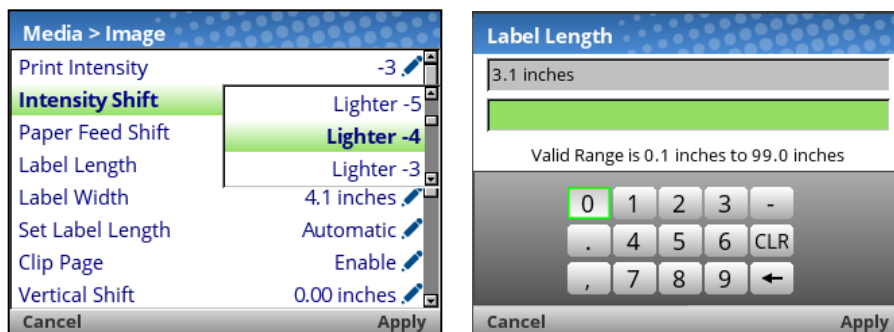 Media > Image
Print Intensity -3
Intensity Shift
Lighter -5
Paper Feed Shift
Lighter -4
Label Length
Lighter -3
Label Width 4.1 inches
Set Label Length Automatic
Clip Page Enable
Vertical Shift 0.00 inches
Cancel Apply
Label Length
3.1 inches
Valid Range is 0.1 inches to 99.0 inches
0 1 2 3 -
. 4 5 6 CLR
, 7 8 9 ←
Cancel Apply